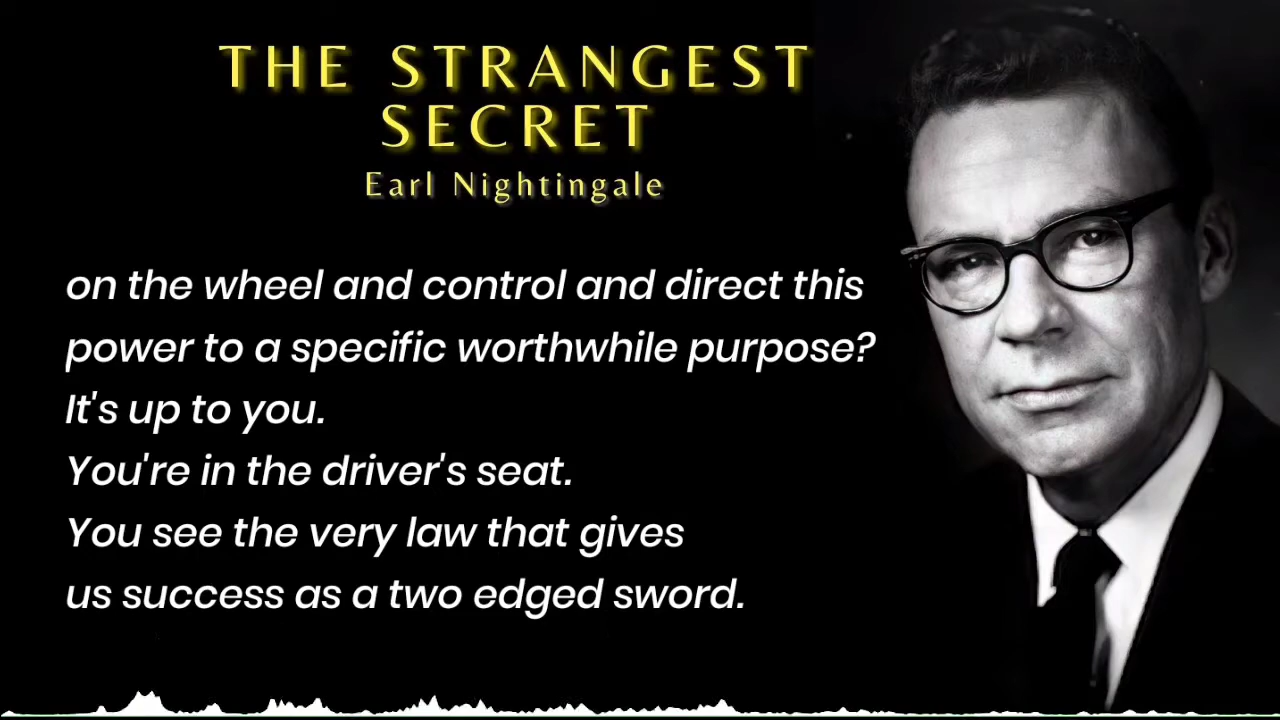 THE STRANGEST
SECRET
Earl Nightingale
on the wheel and control and direct this
power to a specific worthwhile purpose?
It's up to you.
You're in the driver's seat.
You see the very law that gives
us success as a two edged sword.